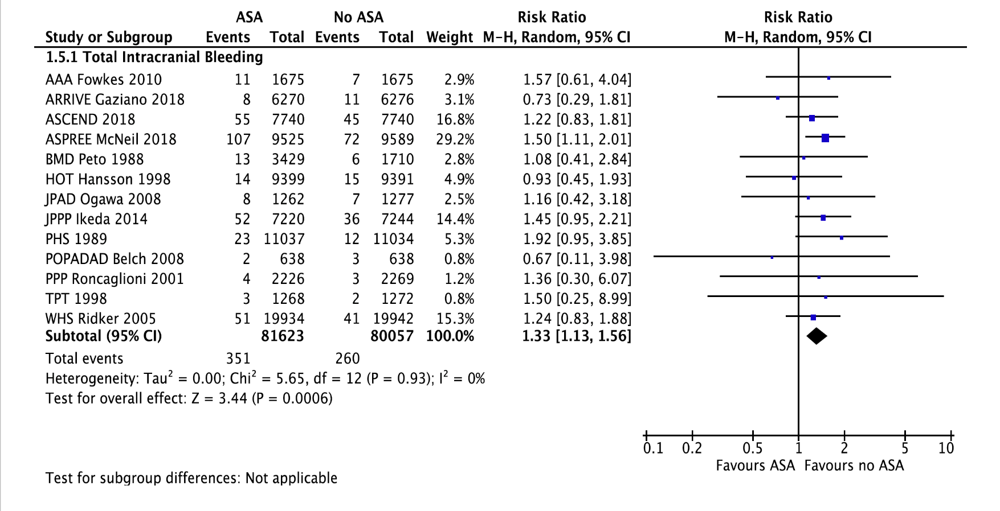 ASA No ASA Risk Ratio Risk Ratio
Study or Subgroup Events Total Events Total Weight M-H, Random, 95% CI M-H, Random, 95% CI
1.5.1 Total Intracranial Bleeding
AAA Fowkes 2010 11 1675 7 1675 2.9% 1.57 [0.61, 4.04]
ARRIVE Gaziano 2018 8 6270 11 6276 3.1% 0.73 [0.29, 1.81]
ASCEND 2018 55 7740 45 7740 16.8% 1.22 [0.83, 1.81]
ASPREE McNeil 2018 107 9525 72 9589 29.2% 1.50 [1.11, 2.01]
BMD Peto 1988 13 3429 6 1710 2.8% 1.08 [0.41, 2.84]
HOT Hansson 1998 14 9399 15 9391 4.9% 0.93 [0.45, 1.93]
JPAD Ogawa 2008 8 1262 7 1277 2.5% 1.16 [0.42, 3.18]
JPPP Ikeda 2014 52 7220 36 7244 14.4% 1.45 [0.95, 2.21]
PHS 1989 23 11037 12 11034 5.3% 1.92 [0.95, 3.85]
POPADAD Belch 2008 2 638 3 638 0.8% 0.67 [0.11, 3.98]
PPP Roncaglioni 2001 4 2226 3 2269 1.2% 1.36 [0.30, 6.07]
TPT 1998 3 1268 2 1272 0.8% 1.50 [0.25, 8.99]
WHS Ridker 2005 51 19934 41 19942 15.3% 1.24 [0.83, 1.88]
Subtotal (95% CI) 81623 80057 100.0% 1.33 [1.13, 1.56]
Total events 351 260
Heterogeneity: Tau² = 0.00; Chi² = 5.65, df = 12 (P = 0.93); I² = 0%
Test for overall effect: Z = 3.44 (P = 0.0006)
0.1 0.2 0.5 1 2 5 10
Favours ASA Favours no ASA
Test for subgroup differences: Not applicable